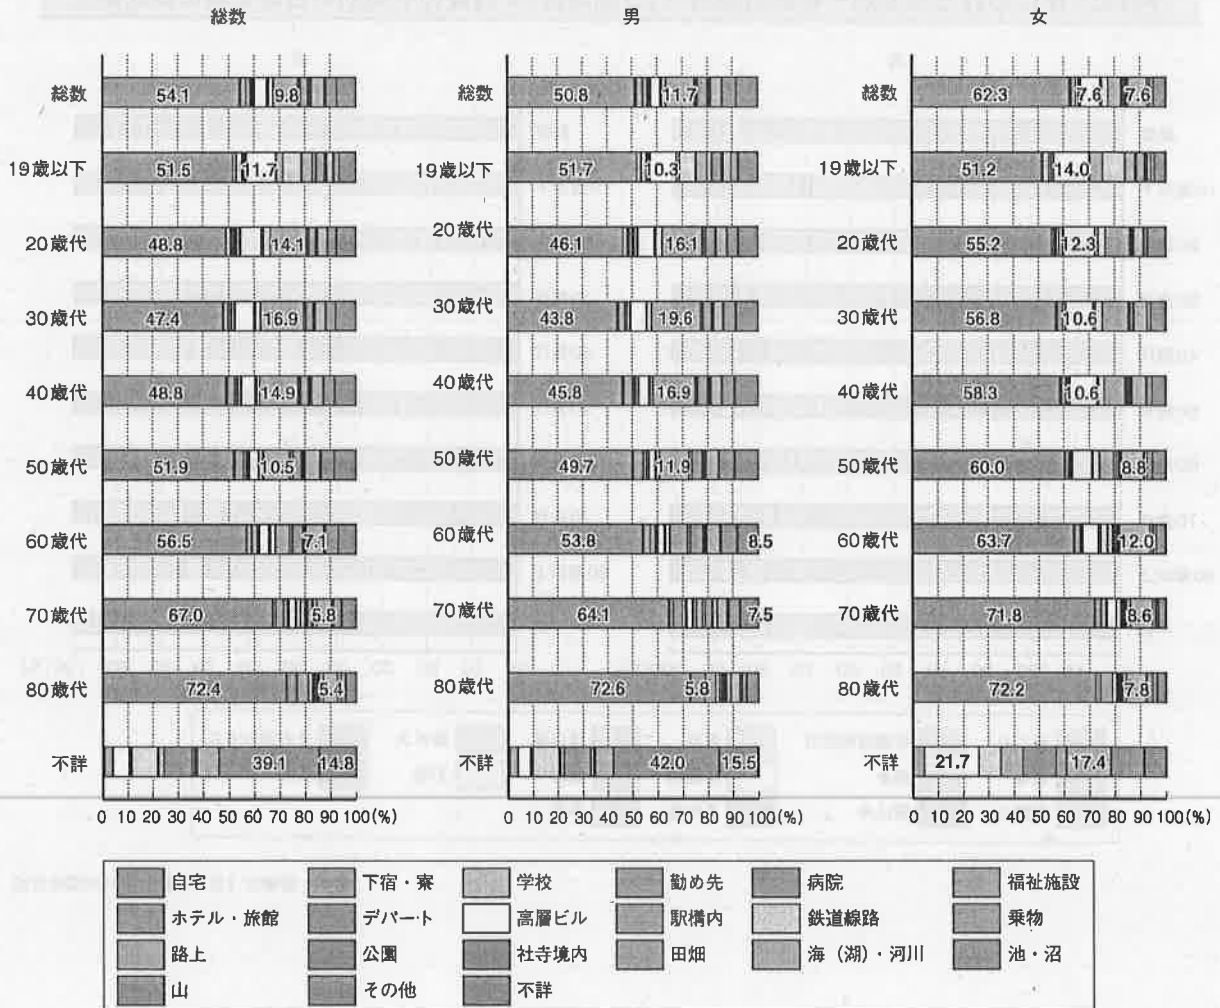 総数 男 女
総数 54.1 9.8 総数 50.8 11.7 総数 62.3 7.6 7.6
19歳以下 51.5 11.7 19歳以下 51.7 10.3 19歳以下 51.2 14.0
20歳代 48.8 14.1 20歳代 46.1 16.1 20歳代 55.2 12.3
30歳代 47.4 16.9 30歳代 43.8 19.6 30歳代 56.8 10.6
40歳代 48.8 14.9 40歳代 45.8 16.9 40歳代 58.3 10.6
50歳代 51.9 10.5 50歳代 49.7 11.9 50歳代 60.0 8.8
60歳代 56.5 7.1 60歳代 53.8 8.5 60歳代 63.7 12.0
70歳代 67.0 5.8 70歳代 64.1 7.5 70歳代 71.8 8.6
80歳代 72.4 5.4 80歳代 72.6 5.8 80歳代 72.2 7.8
不詳 39.1 14.8 不詳 42.0 15.5 不詳 21.7 17.4
0 10 20 30 40 50 60 70 80 90 100(%) 0 10 20 30 40 50 60 70 80 90 100(%) 0 10 20 30 40 50 60 70 80 90 100(%)
自宅 下宿・寮 学校 勤め先 病院 福祉施設
ホテル・旅館 デパート 高層ビル 駅構内 鉄道線路 乗物
路上 公園 社寺境内 田畑 海（湖）・河川 池・沼
山 その他 不詳